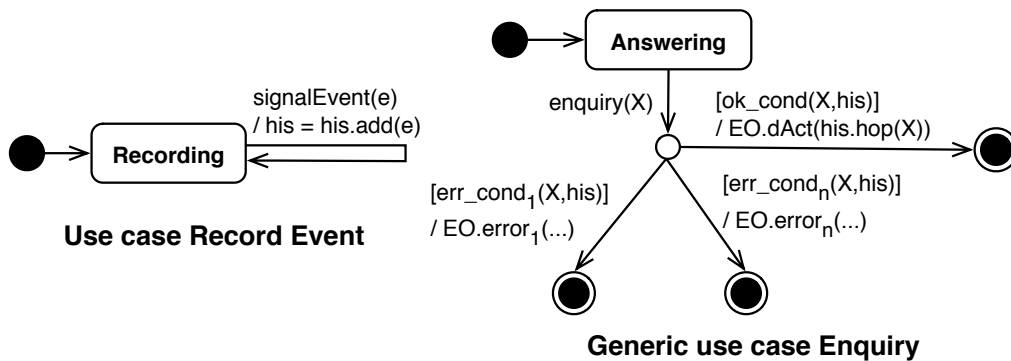 signalEvent(e)
/ his = his.add(e)
Recording
Use case Record Event
Answering
enquiry(X)
[ok_cond(X,his)]
/ EO.dAct(his.hop(X))
[err_cond1(X,his)]
/ EO.error1(...)
[err_condn(X,his)]
/ EO.errorn(...)
Generic use case Enquiry